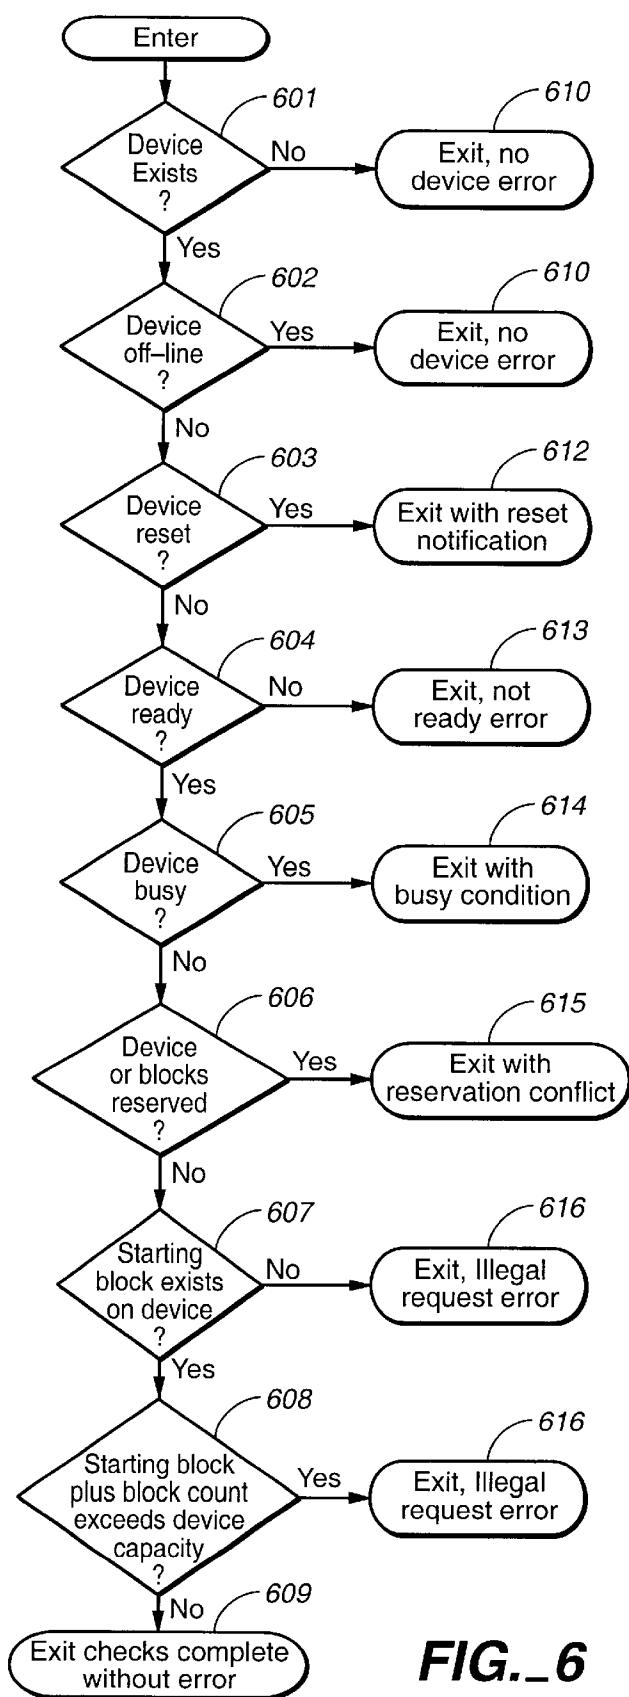 Enter
601
Device
Exists
?
No
610
Exit, no
device error
Yes
602
Device
off–line
?
Yes
610
Exit, no
device error
No
603
Device
reset
?
Yes
612
Exit with reset
notification
No
604
Device
ready
?
No
613
Exit, not
ready error
Yes
605
Device
busy
?
Yes
614
Exit with
busy condition
No
606
Device
or blocks
reserved
?
Yes
615
Exit with
reservation conflict
No
607
Starting
block exists
on device
?
No
616
Exit, Illegal
request error
Yes
608
Starting block
plus block count
exceeds device
capacity
?
Yes
616
Exit, Illegal
request error
No
609
Exit checks complete
without error
FIG._6